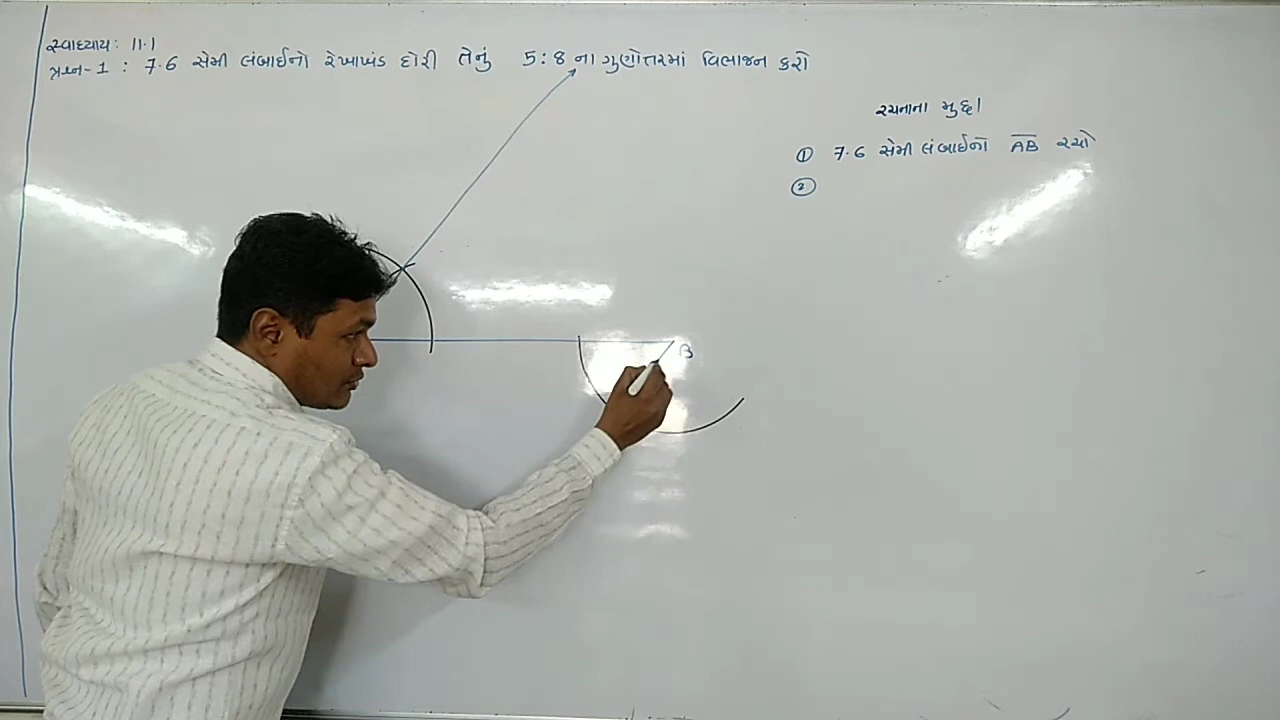 સ્વાધ્યાય: 11.1
પ્રશ્ન-1 : 7.6 સેમી લંબાઈનો રેખાખંડ દોરી તેનું 5:8 ના ગુણોત્તરમાં વિભાજન કરો
રચનાના મુદ્દા
① 7.6 સેમી લંબાઈનો A̅B̅ રચો
②
B